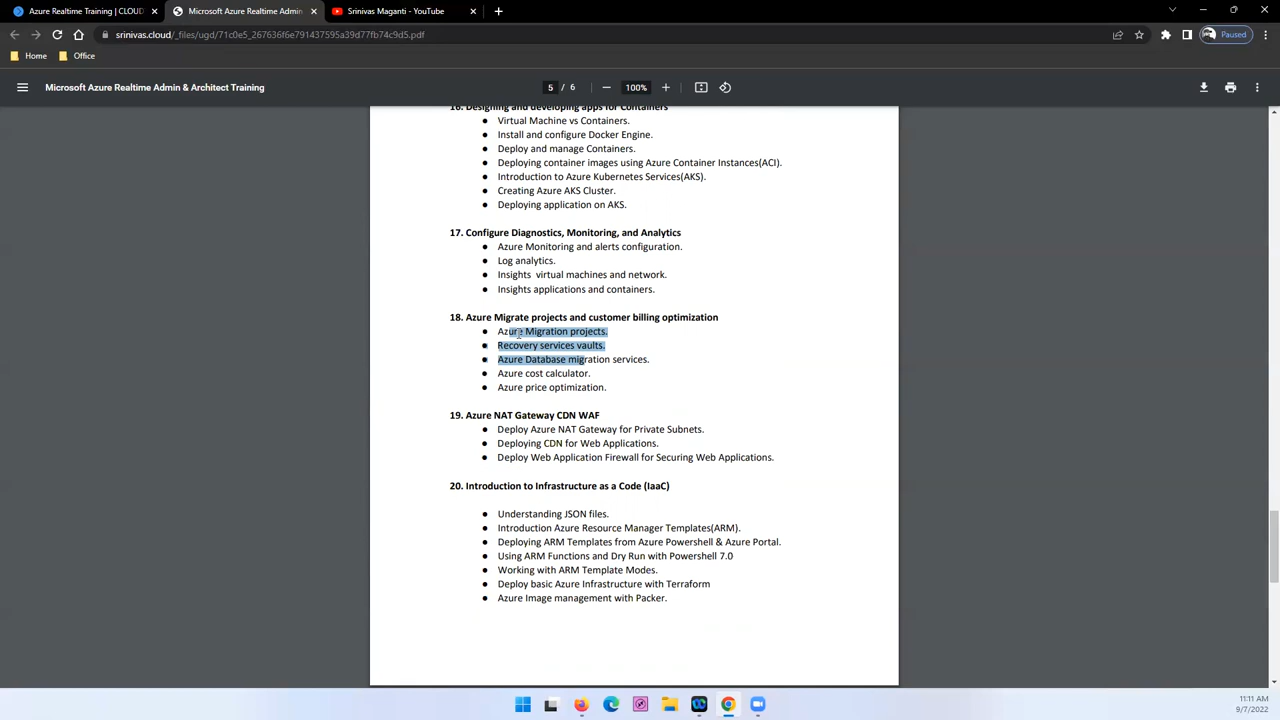 Azure Realtime Training | CLOUD
Microsoft Azure Realtime Admin
Srinivas Maganti - YouTube
srinivas.cloud/_files/ugd/71c0e5_267636f6e791437595a39d77fb74c9d5.pdf
Paused
Home
Office
Microsoft Azure Realtime Admin & Architect Training
5 / 6
100%
16. Designing and developing apps for Containers
● Virtual Machine vs Containers.
● Install and configure Docker Engine.
● Deploy and manage Containers.
● Deploying container images using Azure Container Instances(ACI).
● Introduction to Azure Kubernetes Services(AKS).
● Creating Azure AKS Cluster.
● Deploying application on AKS.
17. Configure Diagnostics, Monitoring, and Analytics
● Azure Monitoring and alerts configuration.
● Log analytics.
● Insights virtual machines and network.
● Insights applications and containers.
18. Azure Migrate projects and customer billing optimization
● Azure Migration projects.
● Recovery services vaults.
● Azure Database migration services.
● Azure cost calculator.
● Azure price optimization.
19. Azure NAT Gateway CDN WAF
● Deploy Azure NAT Gateway for Private Subnets.
● Deploying CDN for Web Applications.
● Deploy Web Application Firewall for Securing Web Applications.
20. Introduction to Infrastructure as a Code (IaaC)
● Understanding JSON files.
● Introduction Azure Resource Manager Templates(ARM).
● Deploying ARM Templates from Azure Powershell & Azure Portal.
● Using ARM Functions and Dry Run with Powershell 7.0
● Working with ARM Template Modes.
● Deploy basic Azure Infrastructure with Terraform
● Azure Image management with Packer.
11:11 AM
9/7/2022